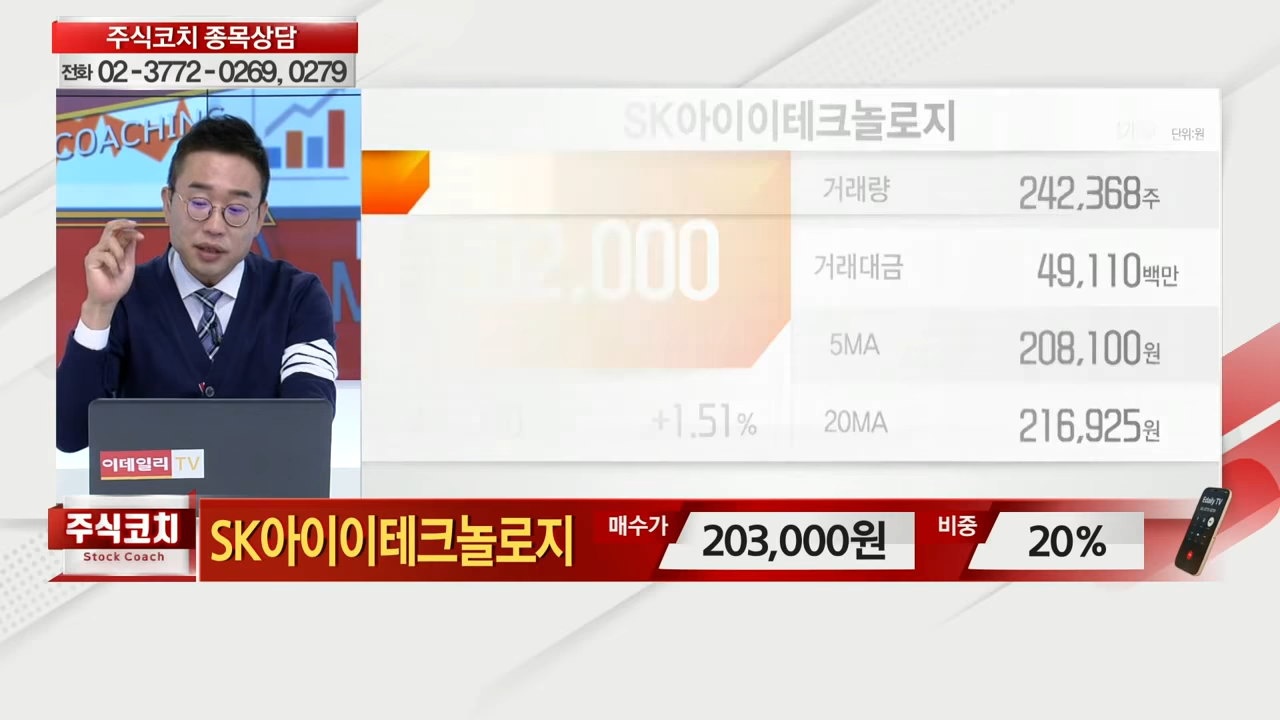 주식코치 종목상담
전화 02-3772-0269, 0279
COACHING
SK아이이테크놀로지
단위:원
거래량 242,368주
2,000
거래대금 49,110백만
5MA 208,100원
+1.51%
20MA 216,925원
이데일리TV
주식코치
Stock Coach
SK아이이테크놀로지 매수가 203,000원 비중 20%
Edaily TV